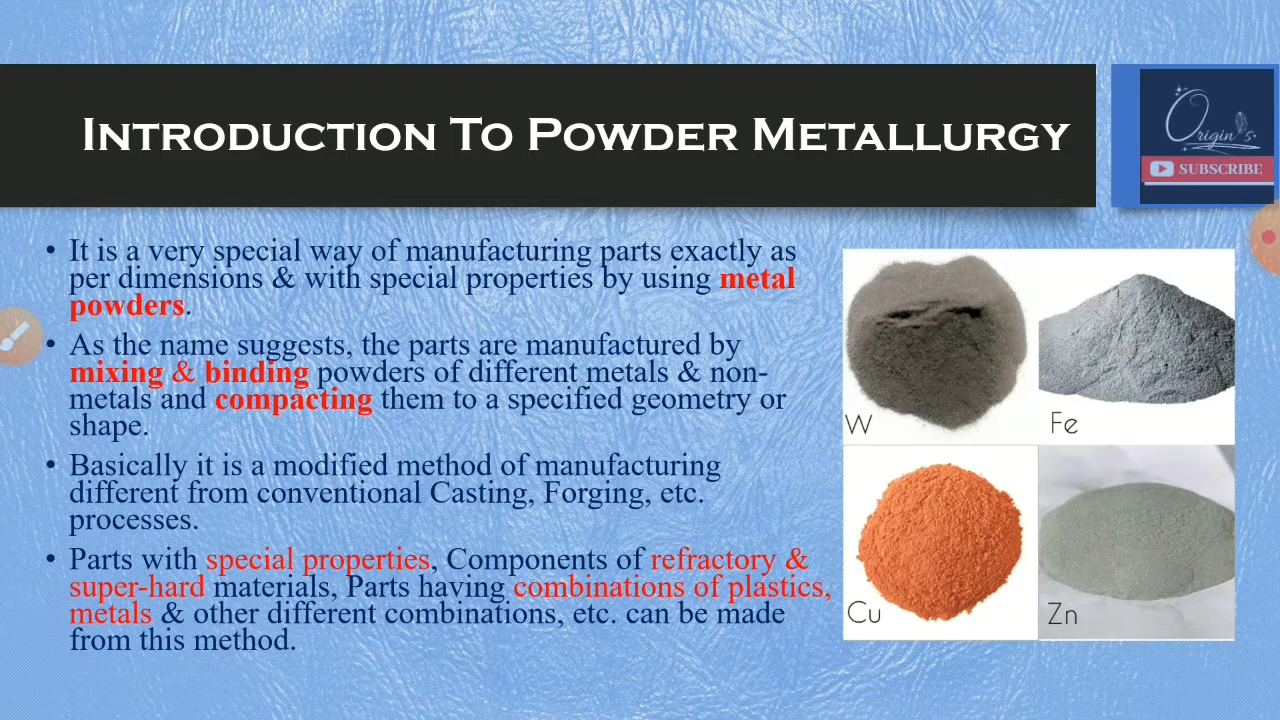 INTRODUCTION TO POWDER METALLURGY
Origin's.
SUBSCRIBE
• It is a very special way of manufacturing parts exactly as
per dimensions & with special properties by using metal
powders.
• As the name suggests, the parts are manufactured by
mixing & binding powders of different metals & non-
metals and compacting them to a specified geometry or
shape.
• Basically it is a modified method of manufacturing
different from conventional Casting, Forging, etc.
processes.
• Parts with special properties, Components of refractory &
super-hard materials, Parts having combinations of plastics,
metals & other different combinations, etc. can be made
from this method.
W
Fe
Cu
Zn